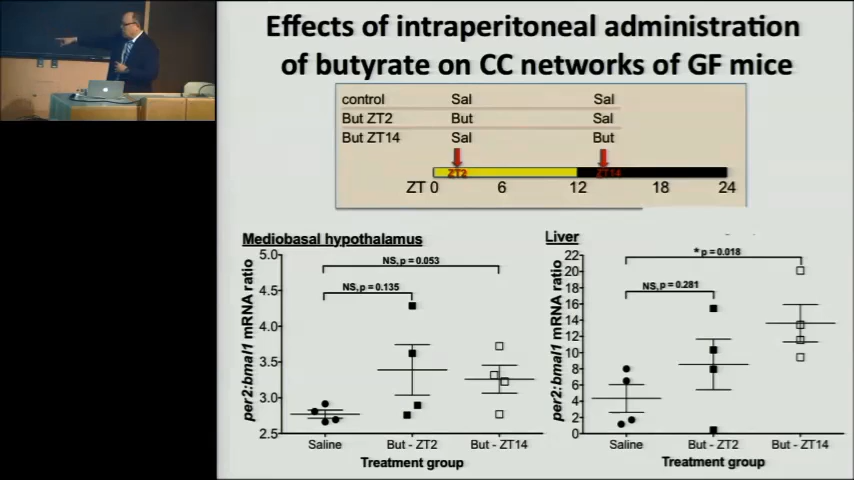 Effects of intraperitoneal administration
of butyrate on CC networks of GF mice
control Sal Sal
But ZT2 But Sal
But ZT14 Sal But
ZT2 ZT14
ZT 0 6 12 18 24
Mediobasal hypothalamus
per2:bmal1 mRNA ratio
5.0
4.5
4.0
3.5
3.0
2.5
NS, p = 0.053
NS, p = 0.135
Saline But - ZT2 But - ZT14
Treatment group
Liver
per2:bmal1 mRNA ratio
22
20
18
16
14
12
10
8
6
4
2
0
* p = 0.018
NS, p = 0.281
Saline But - ZT2 But - ZT14
Treatment group